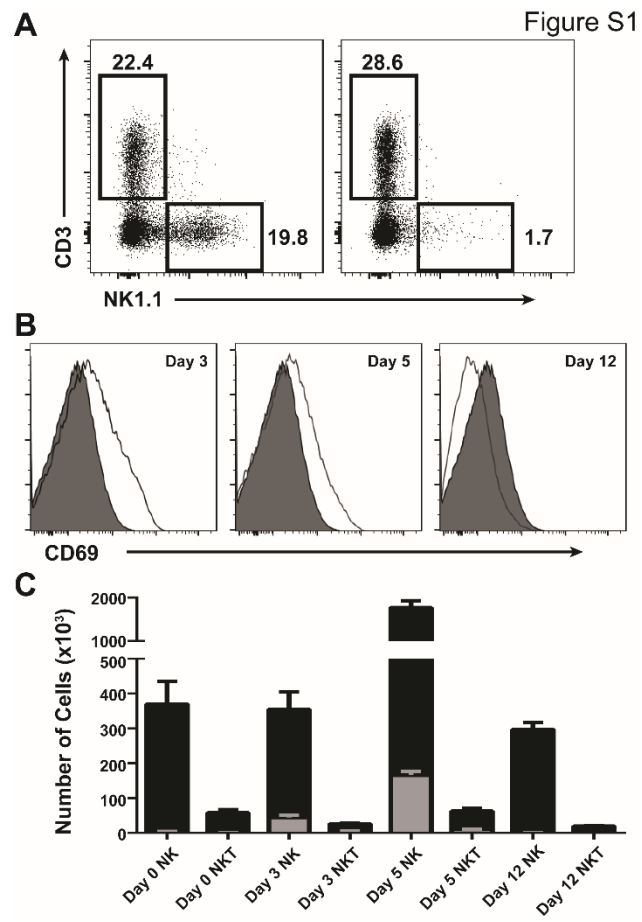 Figure S1
A
22.4
28.6
19.8
1.7
CD3
NK1.1
B
Day 3
Day 5
Day 12
CD69
C
Number of Cells (x10³)
2000
1000
500
400
300
200
100
0
Day 0 NK
Day 0 NKT
Day 3 NK
Day 3 NKT
Day 5 NK
Day 5 NKT
Day 12 NK
Day 12 NKT